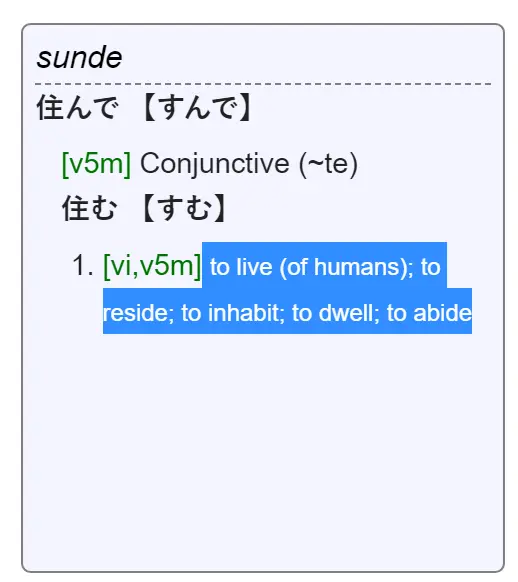 sunde
住んで 【すんで】
[v5m] Conjunctive (~te)
住む 【すむ】
1. [vi,v5m] to live (of humans); to
reside; to inhabit; to dwell; to abide